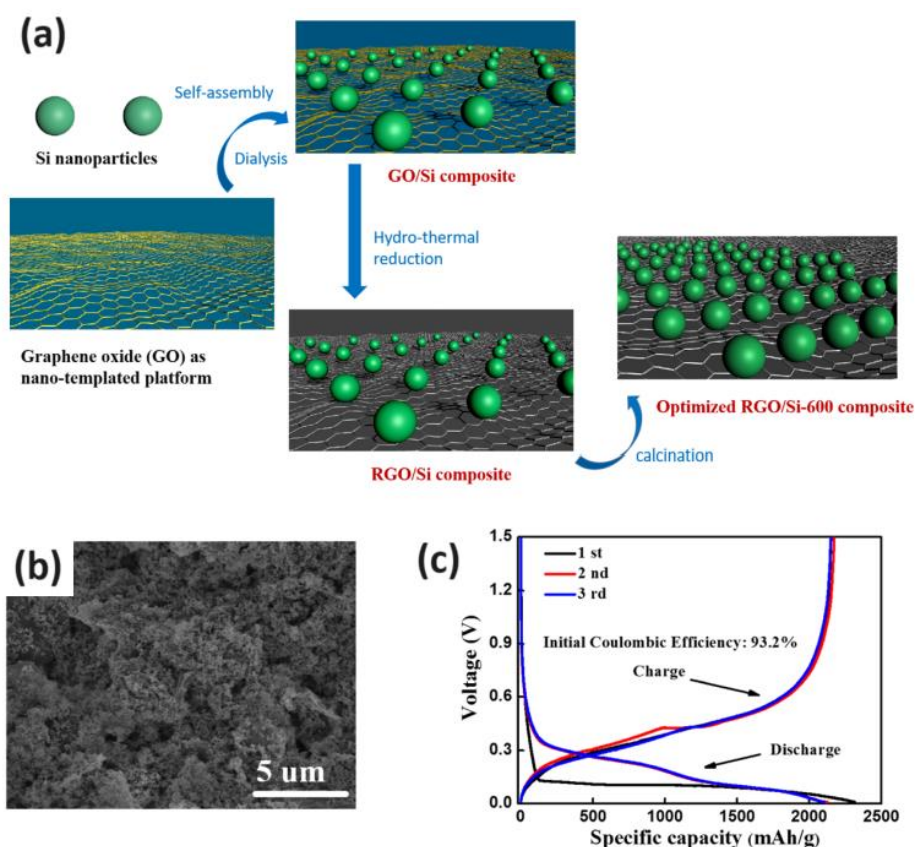 (a)
Self-assembly
Si nanoparticles
Dialysis
GO/Si composite
Hydro-thermal
reduction
Graphene oxide (GO) as
nano-templated platform
Optimized RGO/Si-600 composite
RGO/Si composite
calcination
(b)
5 um
(c)
1.5
1.2
0.9
0.6
0.3
0.0
Voltage (V)
1 st
2 nd
3 rd
Initial Coulombic Efficiency: 93.2%
Charge
Discharge
0 500 1000 1500 2000 2500
Specific capacity (mAh/g)